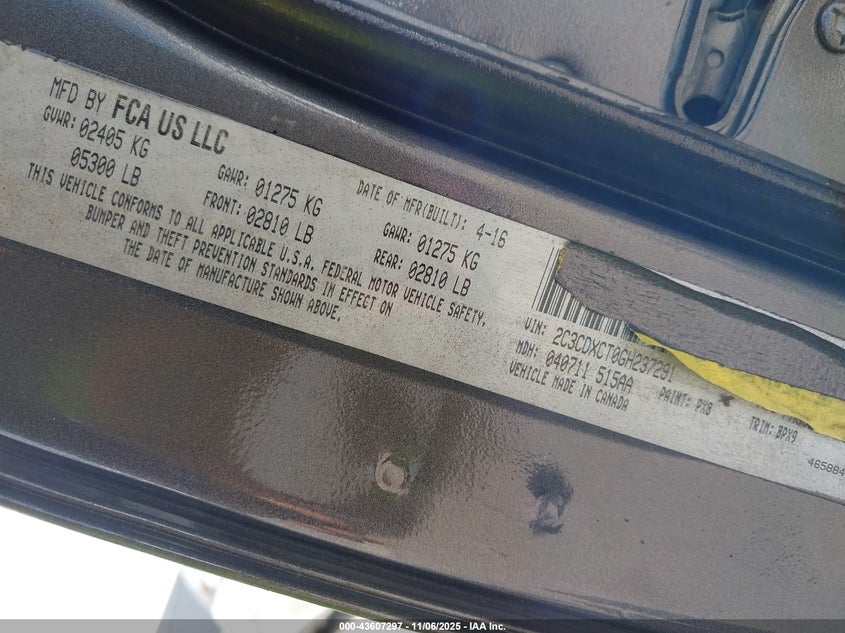 MFD BY FCA US LLC
DATE OF MFR(BUILT): 4-16
GVWR: 02405 KG
05300 LB
GAWR: 01275 KG
FRONT: 02810 LB
GAWR: 01275 KG
REAR: 02810 LB
THIS VEHICLE CONFORMS TO ALL APPLICABLE U.S.A. FEDERAL MOTOR VEHICLE SAFETY,
BUMPER AND THEFT PREVENTION STANDARDS IN EFFECT ON
THE DATE OF MANUFACTURE SHOWN ABOVE.
VIN: 2C3CDXCT0GH237291
MDH: 040711 515AA
PAINT: PX8
TRIM: BPX9
VEHICLE MADE IN CANADA
465884
000-43607297 - 11/06/2025 - IAA Inc.